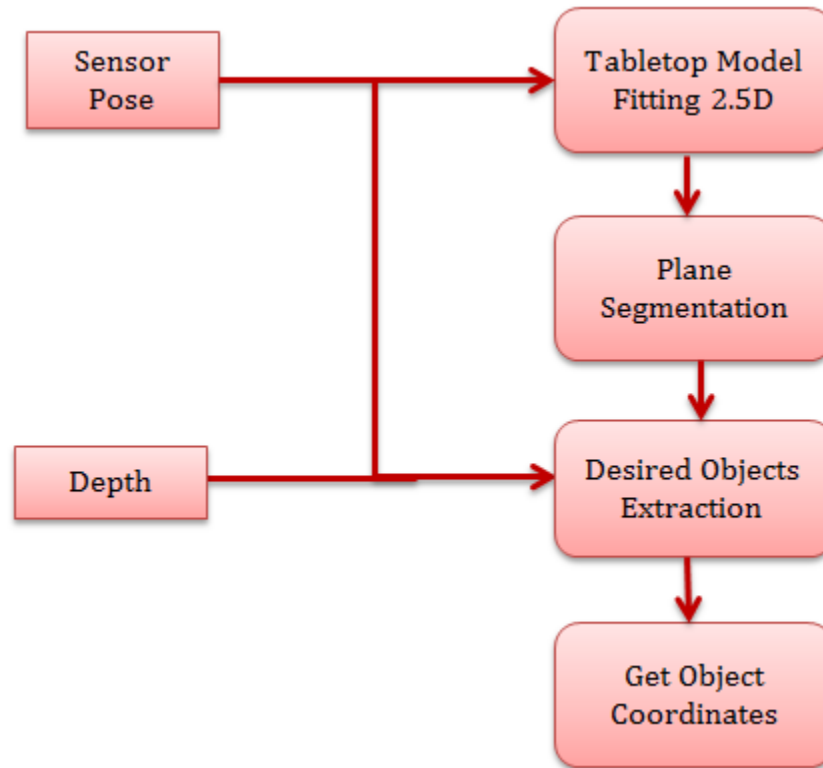 Sensor
Pose
Tabletop Model
Fitting 2.5D
Plane
Segmentation
Depth
Desired Objects
Extraction
Get Object
Coordinates